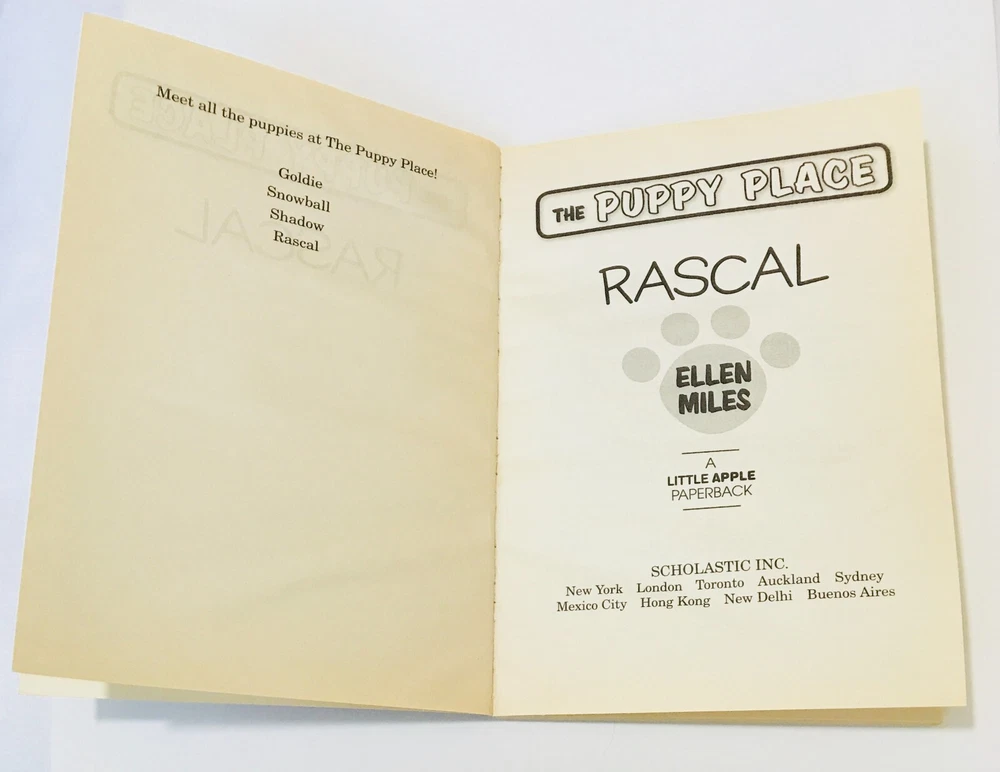 Meet all the puppies at The Puppy Place!
Goldie
Snowball
Shadow
Rascal
THE PUPPY PLACE
RASCAL
ELLEN
MILES
A
LITTLE APPLE
PAPERBACK
SCHOLASTIC INC.
New York London Toronto Auckland Sydney
Mexico City Hong Kong New Delhi Buenos Aires